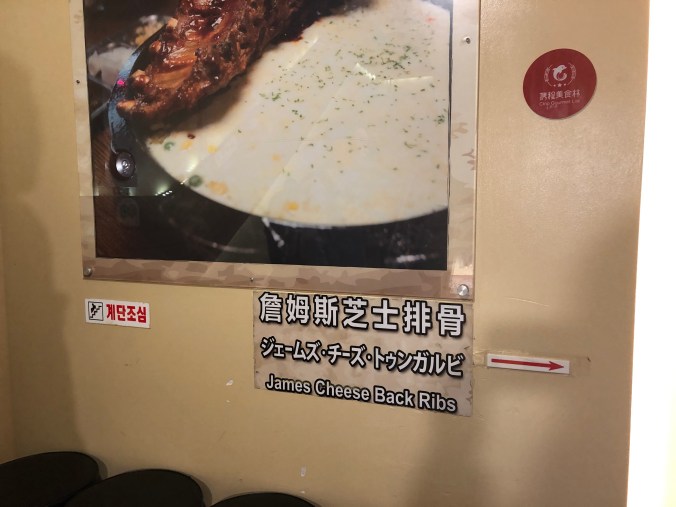 계단조심
詹姆斯芝士排骨
ジェームズ・チーズ・トゥンガルビ
James Cheese Back Ribs